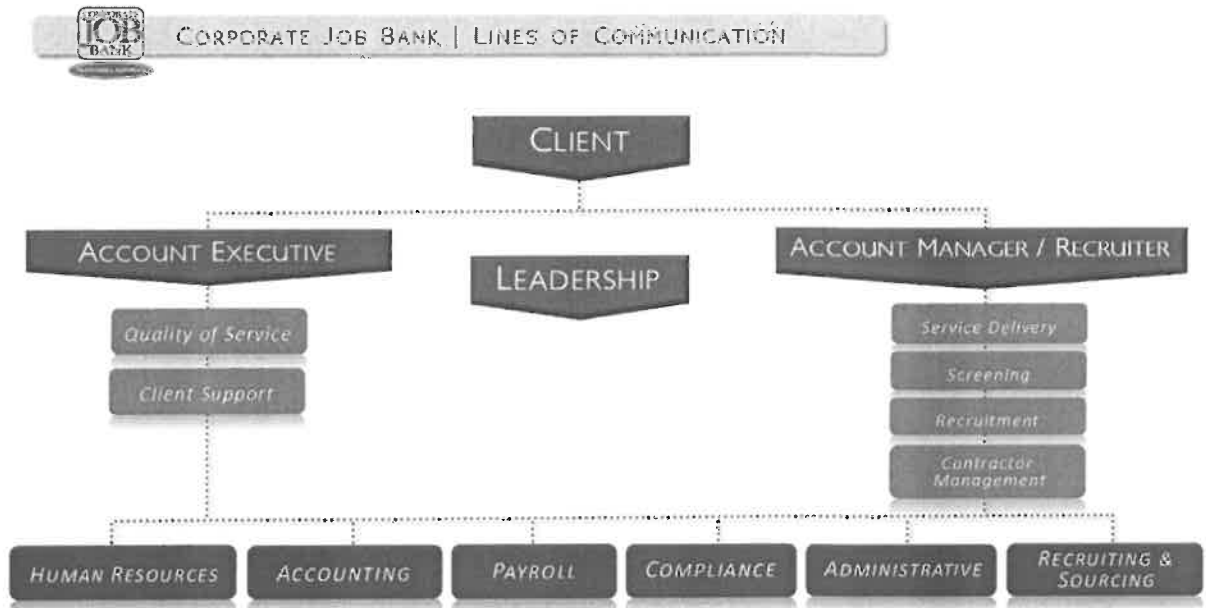 CORPORATE
JOB
BANK
CORPORATE JOB BANK | LINES OF COMMUNICATION
CLIENT
ACCOUNT EXECUTIVE
LEADERSHIP
ACCOUNT MANAGER / RECRUITER
Quality of Service
Client Support
Service Delivery
Screening
Recruitment
Contractor
Management
HUMAN RESOURCES
ACCOUNTING
PAYROLL
COMPLIANCE
ADMINISTRATIVE
RECRUITING &
SOURCING